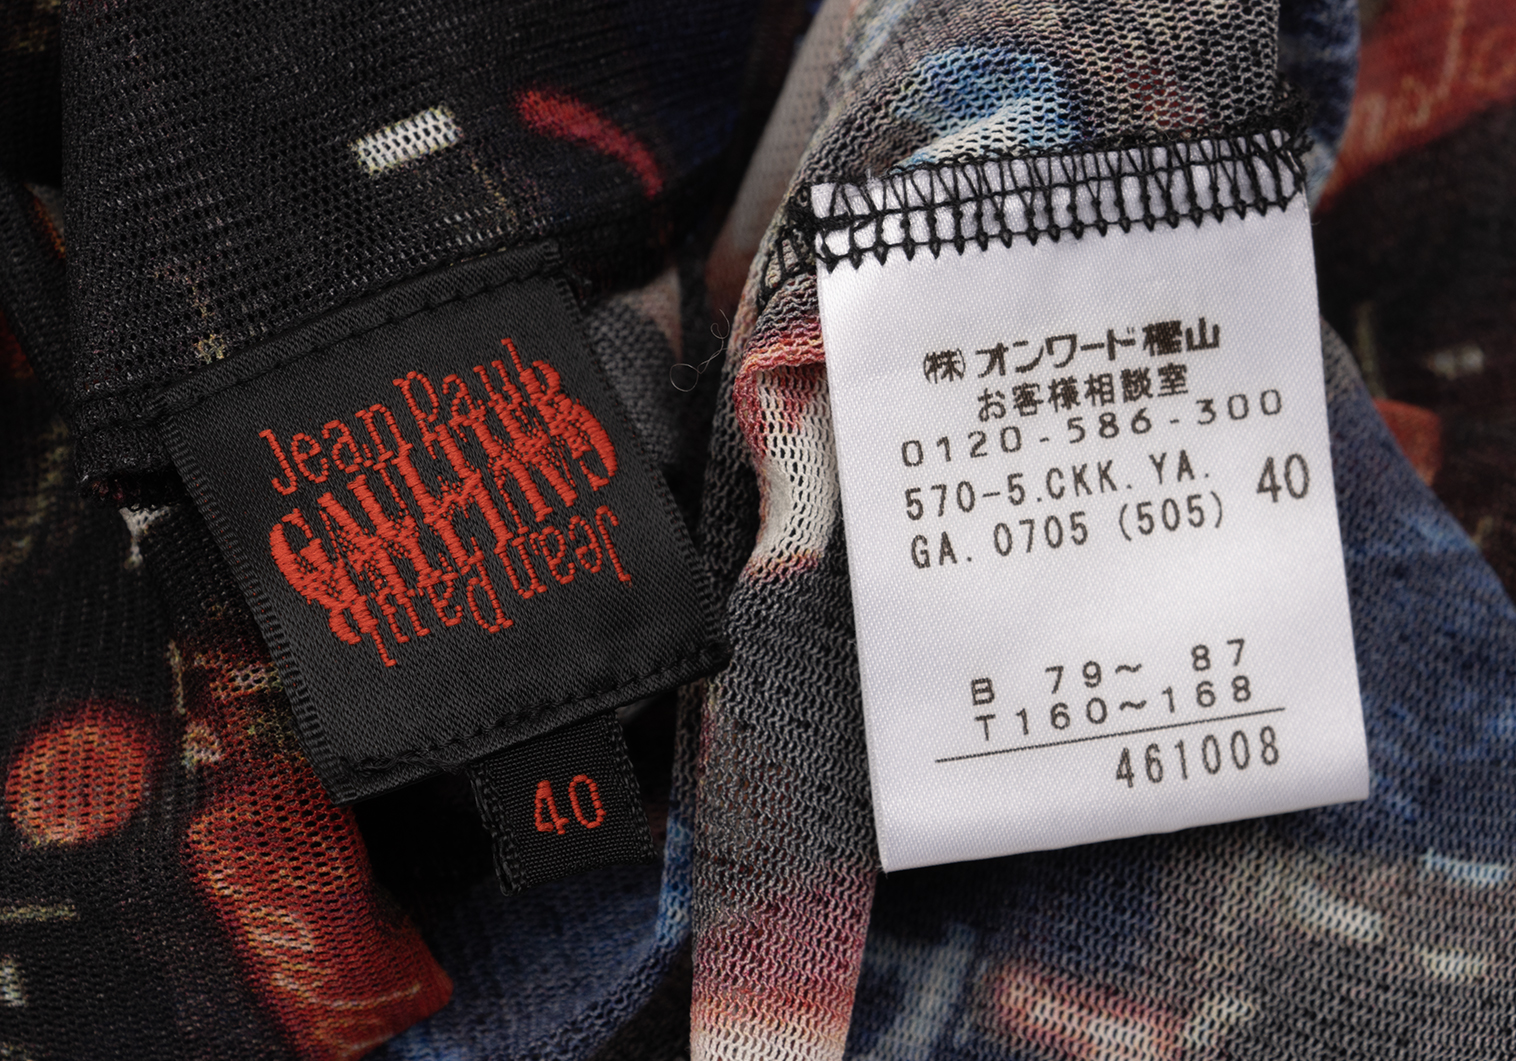 Jean Paul
GAULTIER
GAULTIER
Jean Paul
40
(株)オンワード樫山
お客様相談室
0120-586-300
570-5.CKK.YA. 40
GA.0705 (505)
B 79~ 87
T160~168
461008